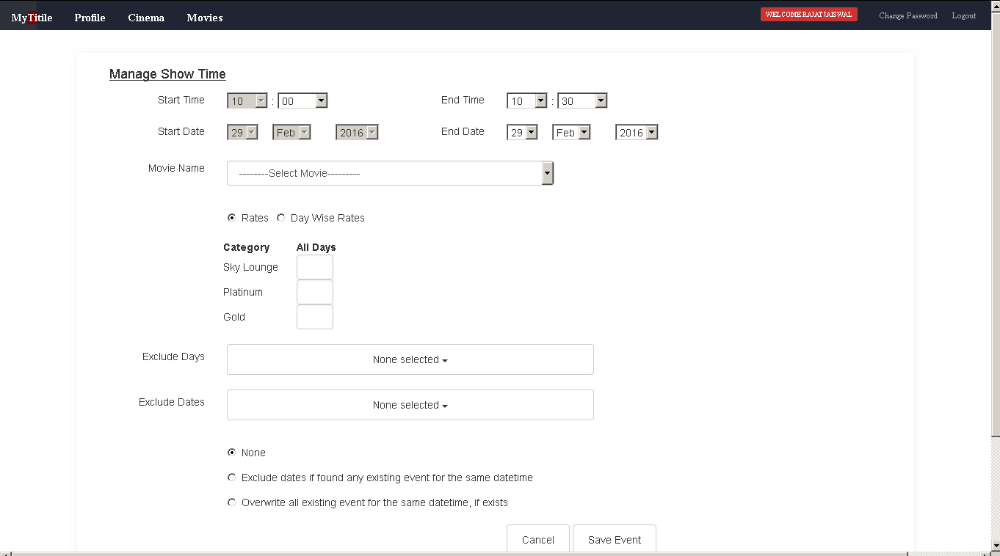 MyTitile Profile Cinema Movies WELCOME RAJATJAISWAL Change Password Logout
Manage Show Time
Start Time 10 : 00 End Time 10 : 30
Start Date 29 Feb 2016 End Date 29 Feb 2016
Movie Name --------Select Movie---------
Rates Day Wise Rates
Category All Days
Sky Lounge
Platinum
Gold
Exclude Days None selected
Exclude Dates None selected
None
Exclude dates if found any existing event for the same datetime
Overwrite all existing event for the same datetime, if exists
Cancel Save Event